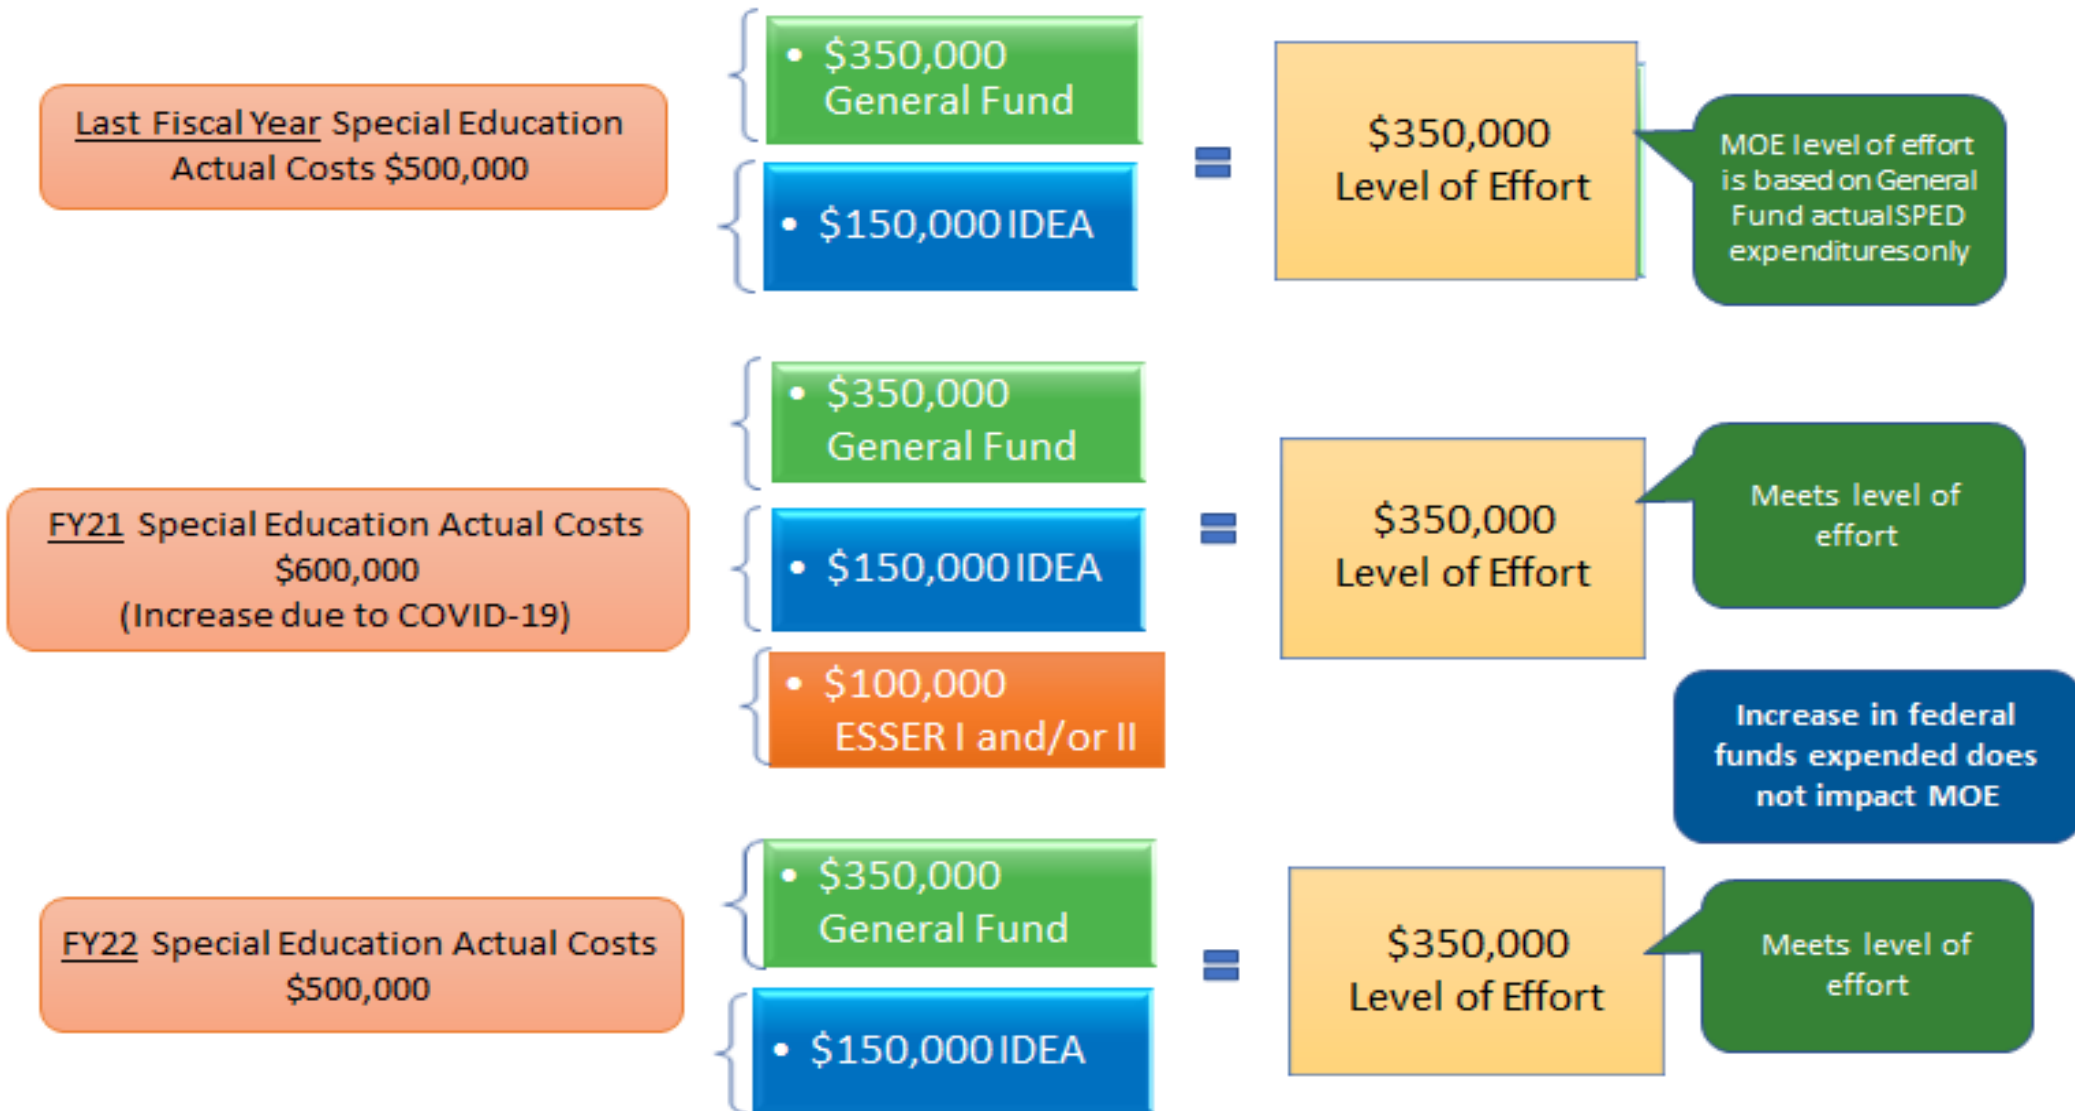 Last Fiscal Year Special Education
Actual Costs $500,000
• $350,000
General Fund
• $150,000 IDEA
=
$350,000
Level of Effort
MOE level of effort
is based on General
Fund actual SPED
expenditures only
FY21 Special Education Actual Costs
$600,000
(Increase due to COVID-19)
• $350,000
General Fund
• $150,000 IDEA
• $100,000
ESSER I and/or II
=
$350,000
Level of Effort
Meets level of
effort
Increase in federal
funds expended does
not impact MOE
FY22 Special Education Actual Costs
$500,000
• $350,000
General Fund
• $150,000 IDEA
=
$350,000
Level of Effort
Meets level of
effort